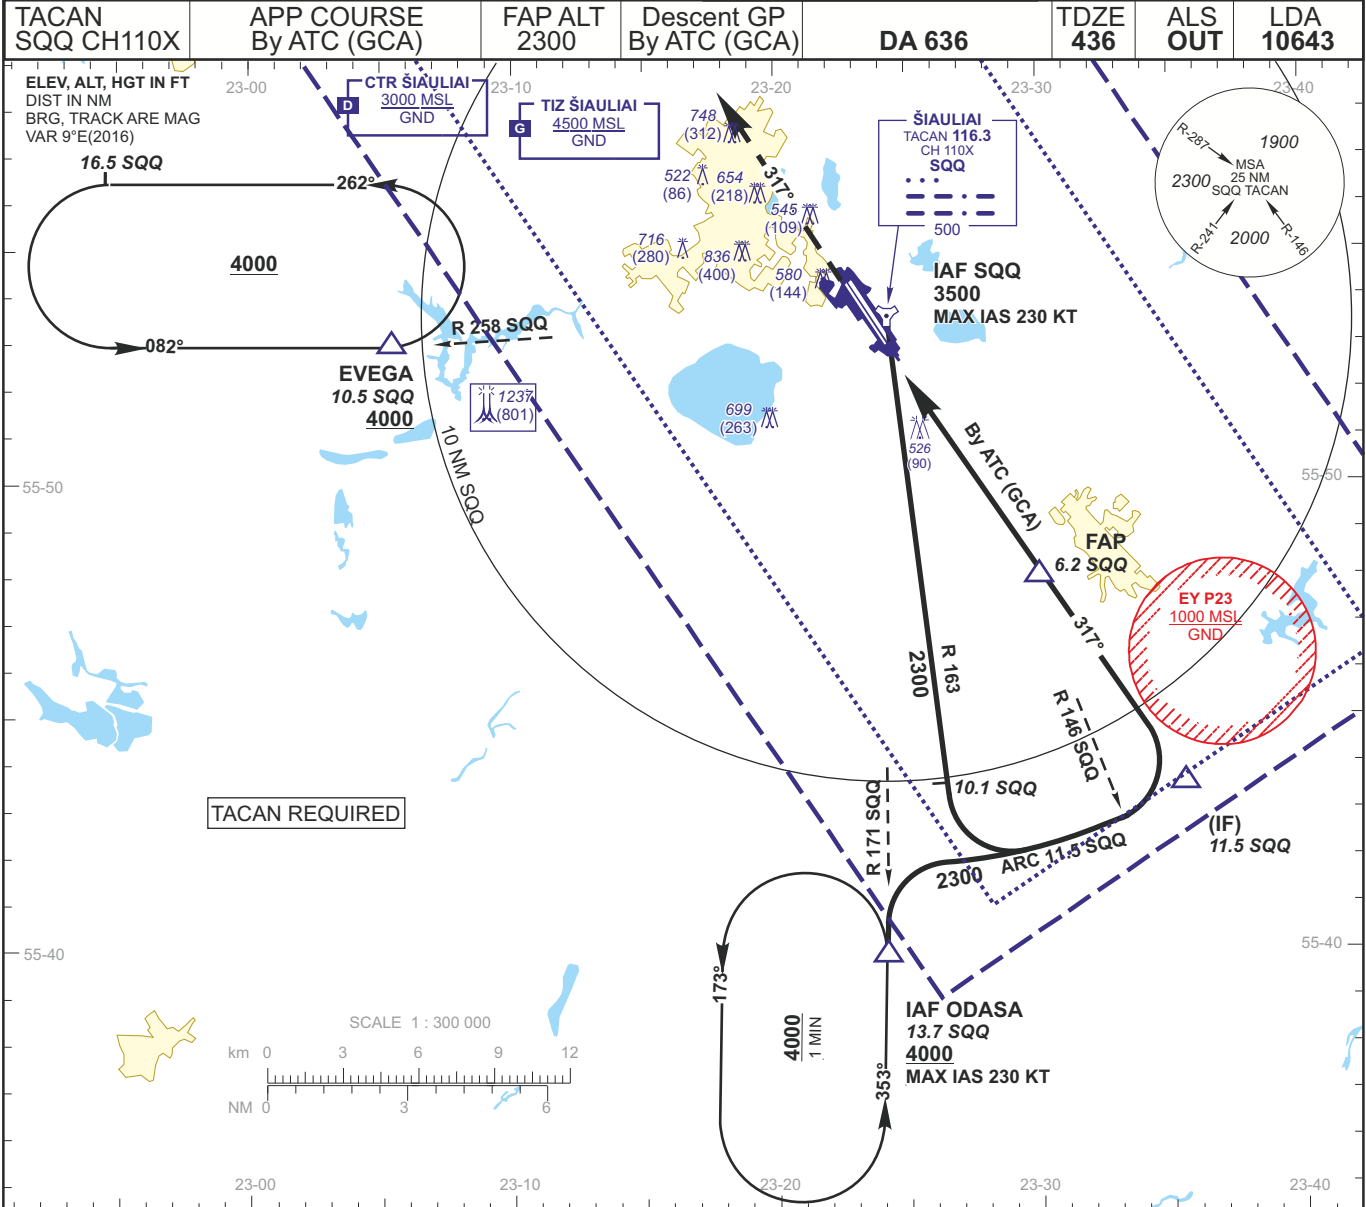 TACAN
SQQ CH110X
APP COURSE
By ATC (GCA)
FAP ALT
2300
Descent GP
By ATC (GCA)
DA 636
TDZE
436
ALS
OUT
LDA
10643
ELEV, ALT, HGT IN FT
DIST IN NM
BRG, TRACK ARE MAG
VAR 9°E(2016)
23-00
23-10
23-20
23-30
23-40
D
CTR ŠIAULIAI
3000 MSL
GND
G
TIZ ŠIAULIAI
4500 MSL
GND
ŠIAULIAI
TACAN 116.3
CH 110X
SQQ
500
R-287
1900
MSA
25 NM
SQQ TACAN
2300
R-241
2000
R-146
16.5 SQQ
262°
4000
082°
EVEGA
10.5 SQQ
4000
R 258 SQQ
748
(312)
317°
522
(86)
654
(218)
545
(109)
716
(280)
836
(400)
580
(144)
IAF SQQ
3500
MAX IAS 230 KT
1237
(801)
699
(263)
526
(90)
10 NM SQQ
By ATC (GCA)
55-50
55-50
FAP
6.2 SQQ
EY P23
1000 MSL
GND
317°
R 163
2300
R 146 SQQ
10.1 SQQ
R 171 SQQ
TACAN REQUIRED
(IF)
11.5 SQQ
ARC 11.5 SQQ
2300
55-40
55-40
173°
4000
1 MIN
353°
IAF ODASA
13.7 SQQ
4000
MAX IAS 230 KT
SCALE 1 : 300 000
km 0 3 6 9 12
NM 0 3 6
23-00
23-10
23-20
23-30
23-40